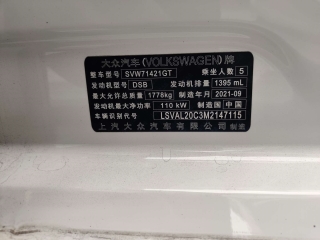 大众汽车(VOLKSWAGEN)牌
整车型号 SVW71421GT 乘坐人数 5
发动机型号 DSB 发动机排量 1395 mL
最大允许总质量 1778kg 制造年月 2021-09
发动机最大净功率 110 kW 制造国 中国
车辆识别代号 LSVAL20C3M2147115
上汽大众汽车有限公司制造